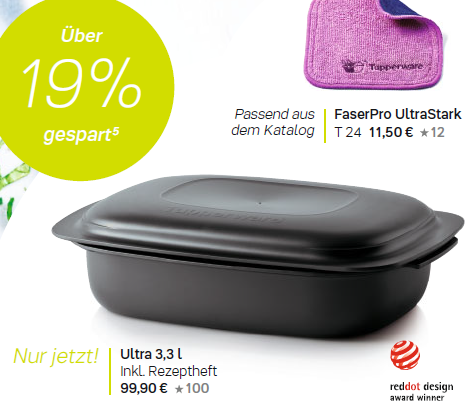 Über
19%
gespart⁵
Tupperware
Passend aus
dem Katalog
FaserPro UltraStark
T 24 11,50 € ★12
Tupperware
Nur jetzt!
Ultra 3,3 l
Inkl. Rezeptheft
99,90 € ★100
reddot design
award winner